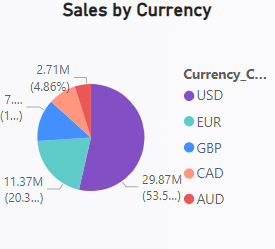 Sales by Currency
2.71M
(4.86%)
7....
(1...)
11.37M
(20.3...)
29.87M
(53.5...)
Currency_C...
USD
EUR
GBP
CAD
AUD